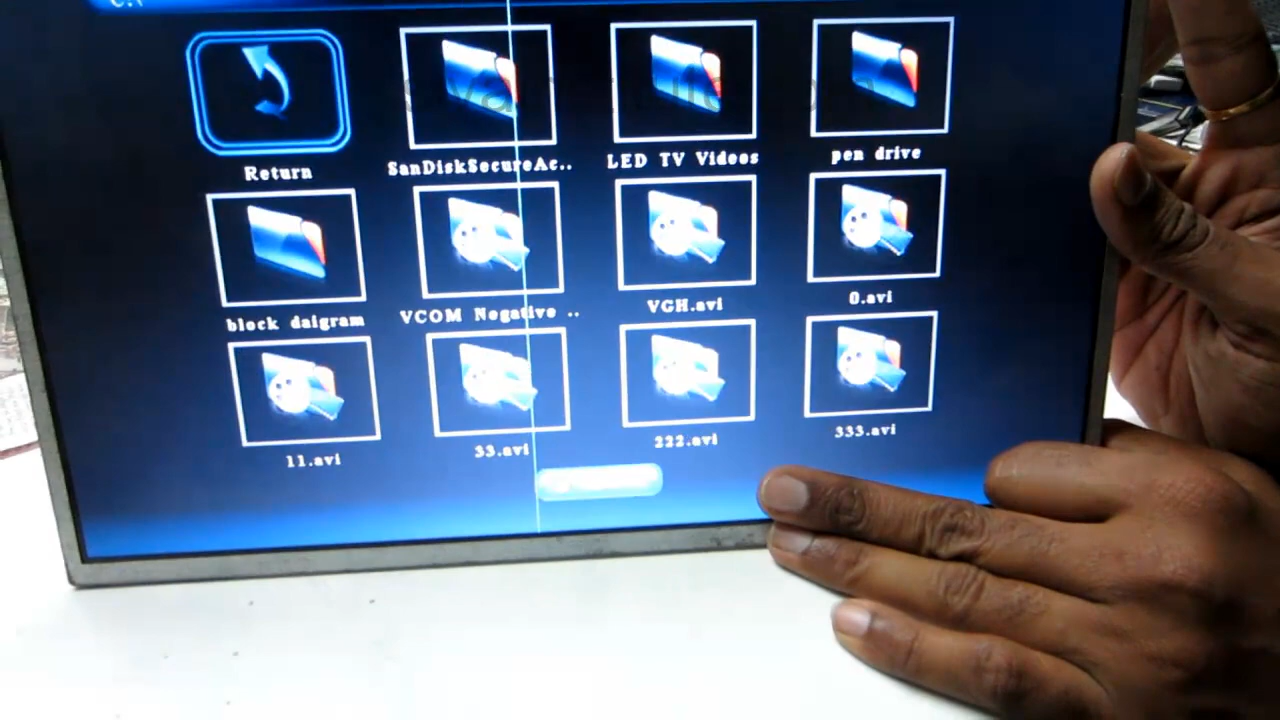 C:\
Return
SanDiskSecureAc..
LED TV Videos
pen drive
block daigram
VCOM Negative ..
VGH.avi
0.avi
11.avi
33.avi
222.avi
333.avi